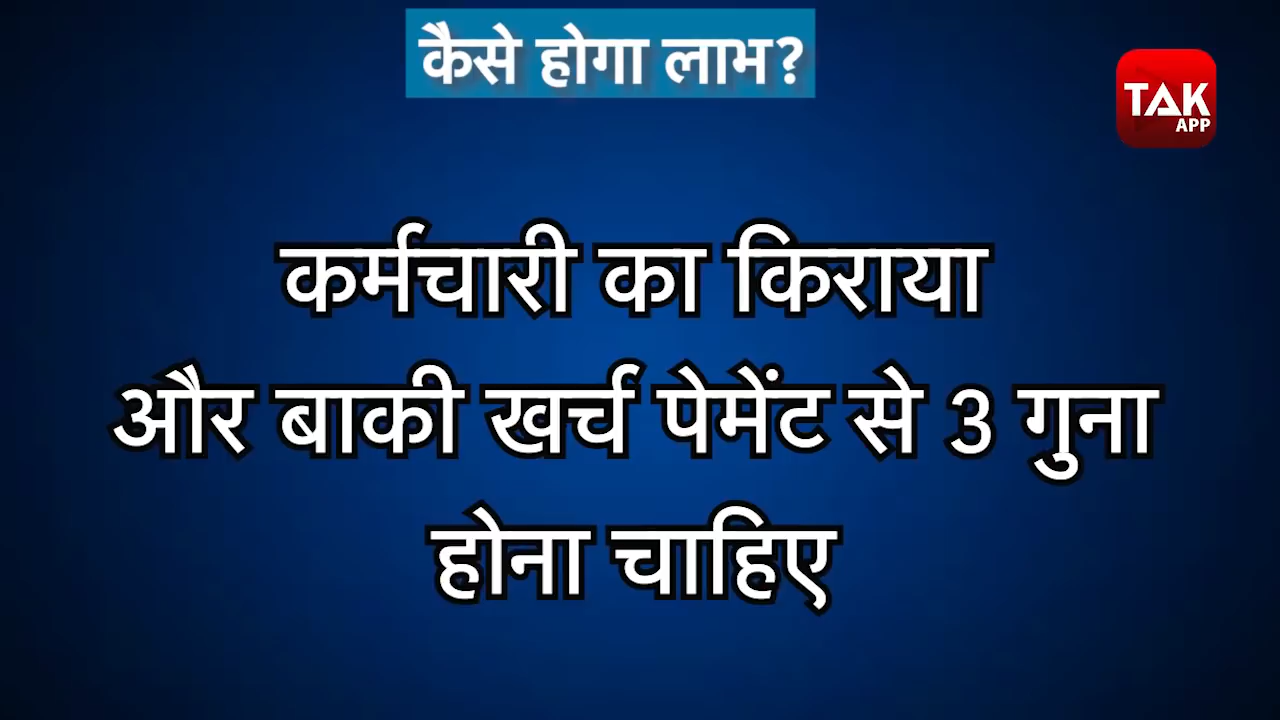 कैसे होगा लाभ?
TAK
APP
कर्मचारी का किराया
और बाकी खर्च पेमेंट से 3 गुना
होना चाहिए